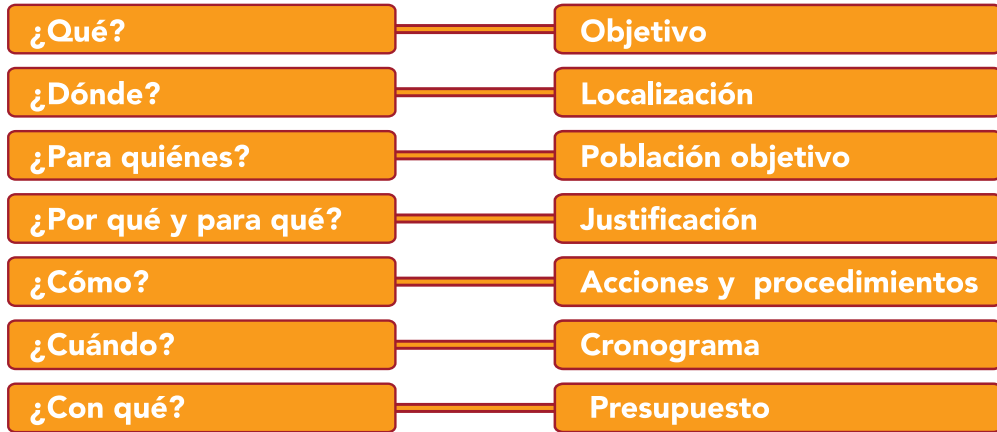 ¿Qué? Objetivo
¿Dónde? Localización
¿Para quiénes? Población objetivo
¿Por qué y para qué? Justificación
¿Cómo? Acciones y procedimientos
¿Cuándo? Cronograma
¿Con qué? Presupuesto